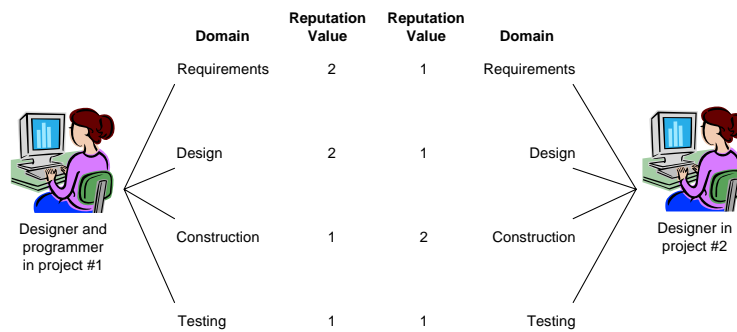 Reputation Reputation
Domain Value Value Domain
Requirements 2 1 Requirements
Design 2 1 Design
Designer and
programmer
in project #1
Construction 1 2 Construction
Designer in
project #2
Testing 1 1 Testing